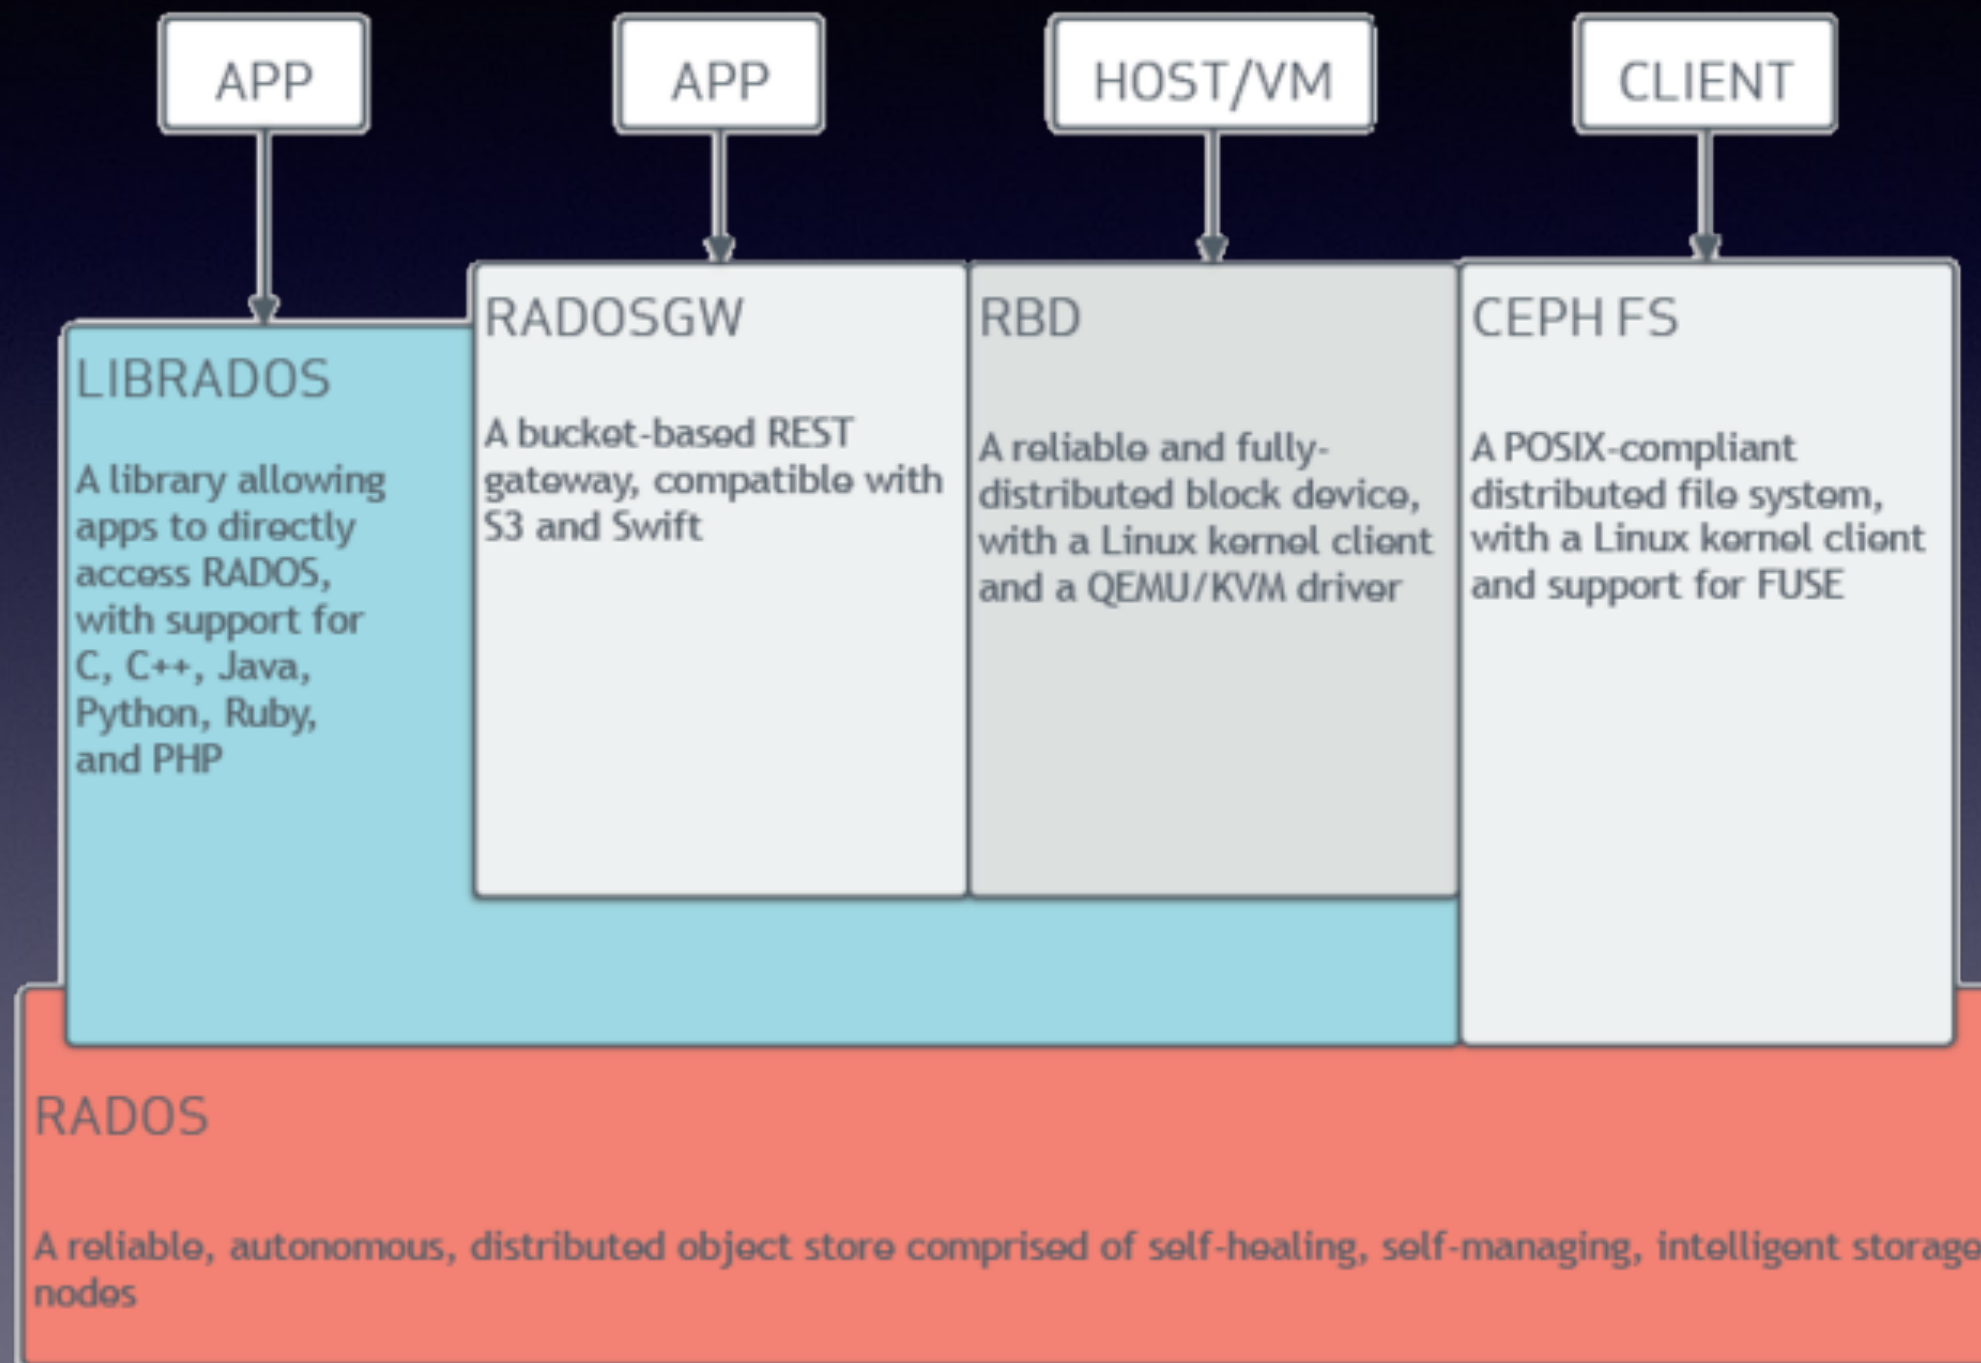 APP
APP
HOST/VM
CLIENT
LIBRADOS
A library allowing
apps to directly
access RADOS,
with support for
C, C++, Java,
Python, Ruby,
and PHP
RADOSGW
A bucket-based REST
gateway, compatible with
S3 and Swift
RBD
A reliable and fully-
distributed block device,
with a Linux kernel client
and a QEMU/KVM driver
CEPH FS
A POSIX-compliant
distributed file system,
with a Linux kernel client
and support for FUSE
RADOS
A reliable, autonomous, distributed object store comprised of self-healing, self-managing, intelligent storage
nodes